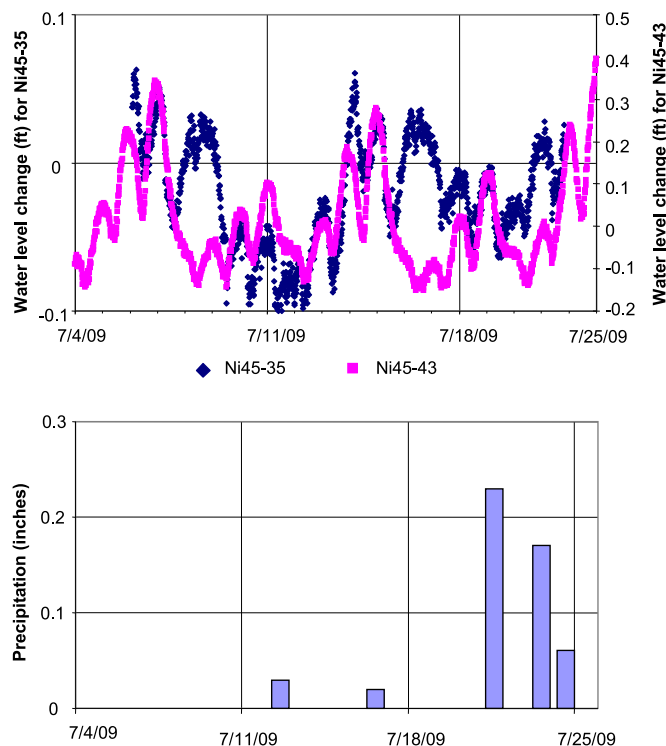 Water level change (ft) for Ni45-35
0.1
0
-0.1
0.5
0.4
0.3
0.2
0.1
0
-0.1
-0.2
Water level change (ft) for Ni45-43
7/4/09 7/11/09 7/18/09 7/25/09
Ni45-35 Ni45-43
Precipitation (inches)
0.3
0.2
0.1
0
7/4/09 7/11/09 7/18/09 7/25/09